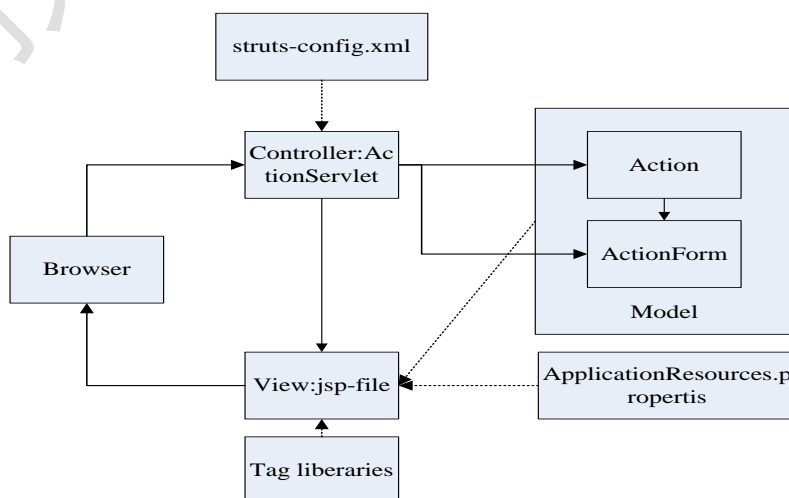 struts-config.xml
Controller:Ac
tionServlet
Action
ActionForm
Browser
Model
View:jsp-file
ApplicationResources.p
ropertis
Tag liberaries